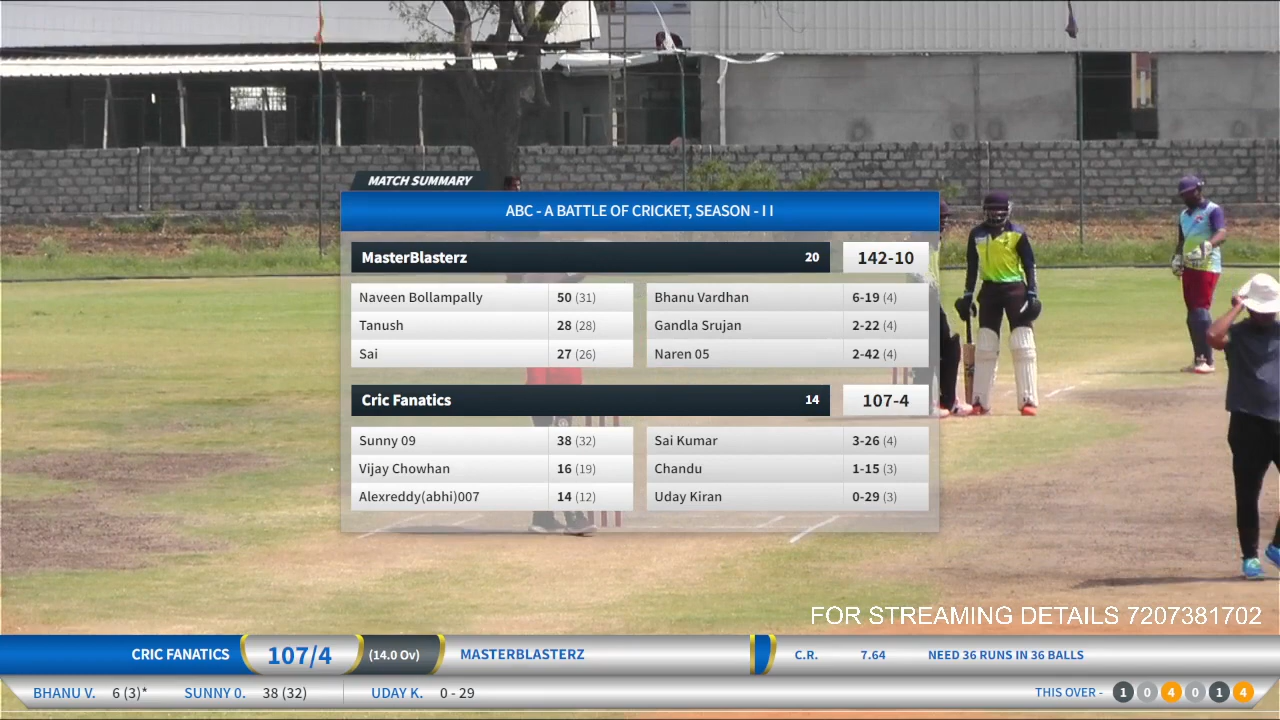 MATCH SUMMARY
ABC - A BATTLE OF CRICKET, SEASON - I I
MasterBlasterz 20 142-10
Naveen Bollampally 50 (31) Bhanu Vardhan 6-19 (4)
Tanush 28 (28) Gandla Srujan 2-22 (4)
Sai 27 (26) Naren 05 2-42 (4)
Cric Fanatics 14 107-4
Sunny 09 38 (32) Sai Kumar 3-26 (4)
Vijay Chowhan 16 (19) Chandu 1-15 (3)
Alexreddy(abhi)007 14 (12) Uday Kiran 0-29 (3)
FOR STREAMING DETAILS 7207381702
CRIC FANATICS 107/4 (14.0 Ov) MASTERBLASTERZ C.R. 7.64 NEED 36 RUNS IN 36 BALLS
BHANU V. 6 (3)* SUNNY 0. 38 (32) UDAY K. 0 - 29 THIS OVER - 1 0 4 0 1 4